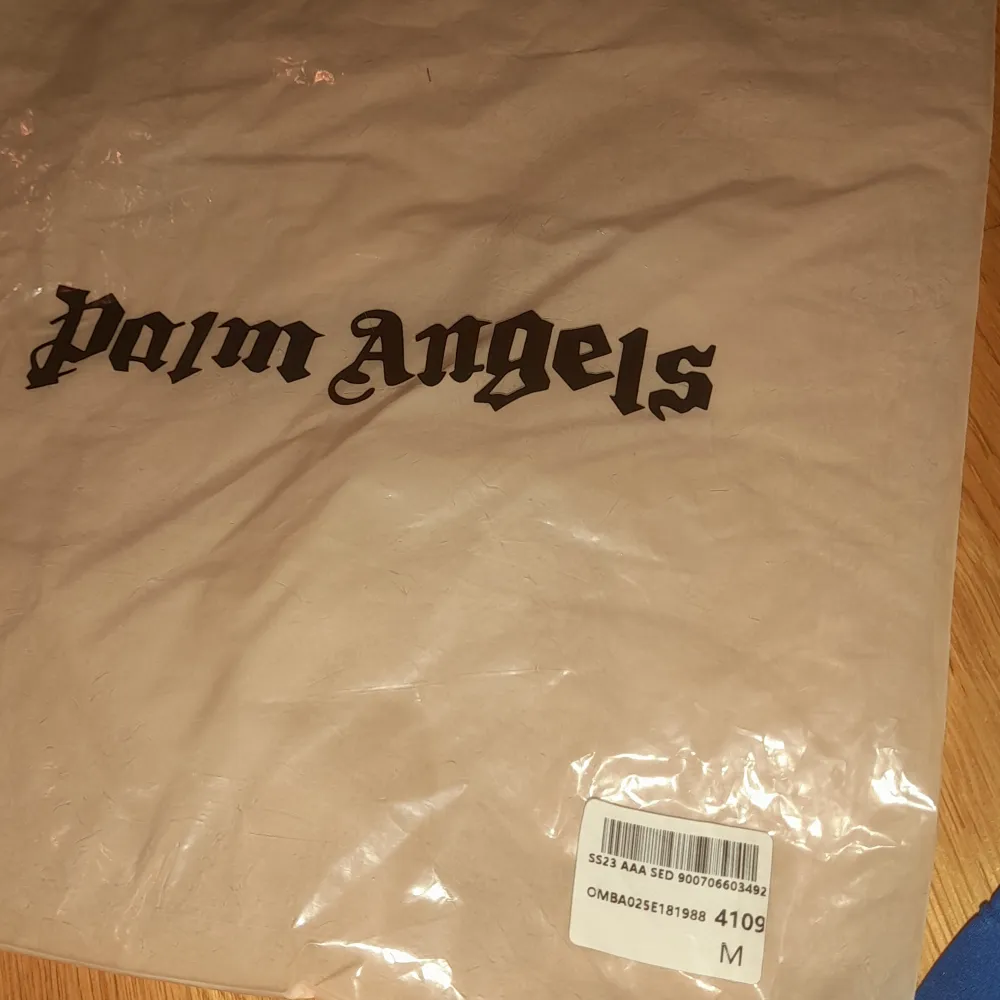 Palm Angels
SS23 AAA SED 900706603492
OMBA025E181988 4109
M